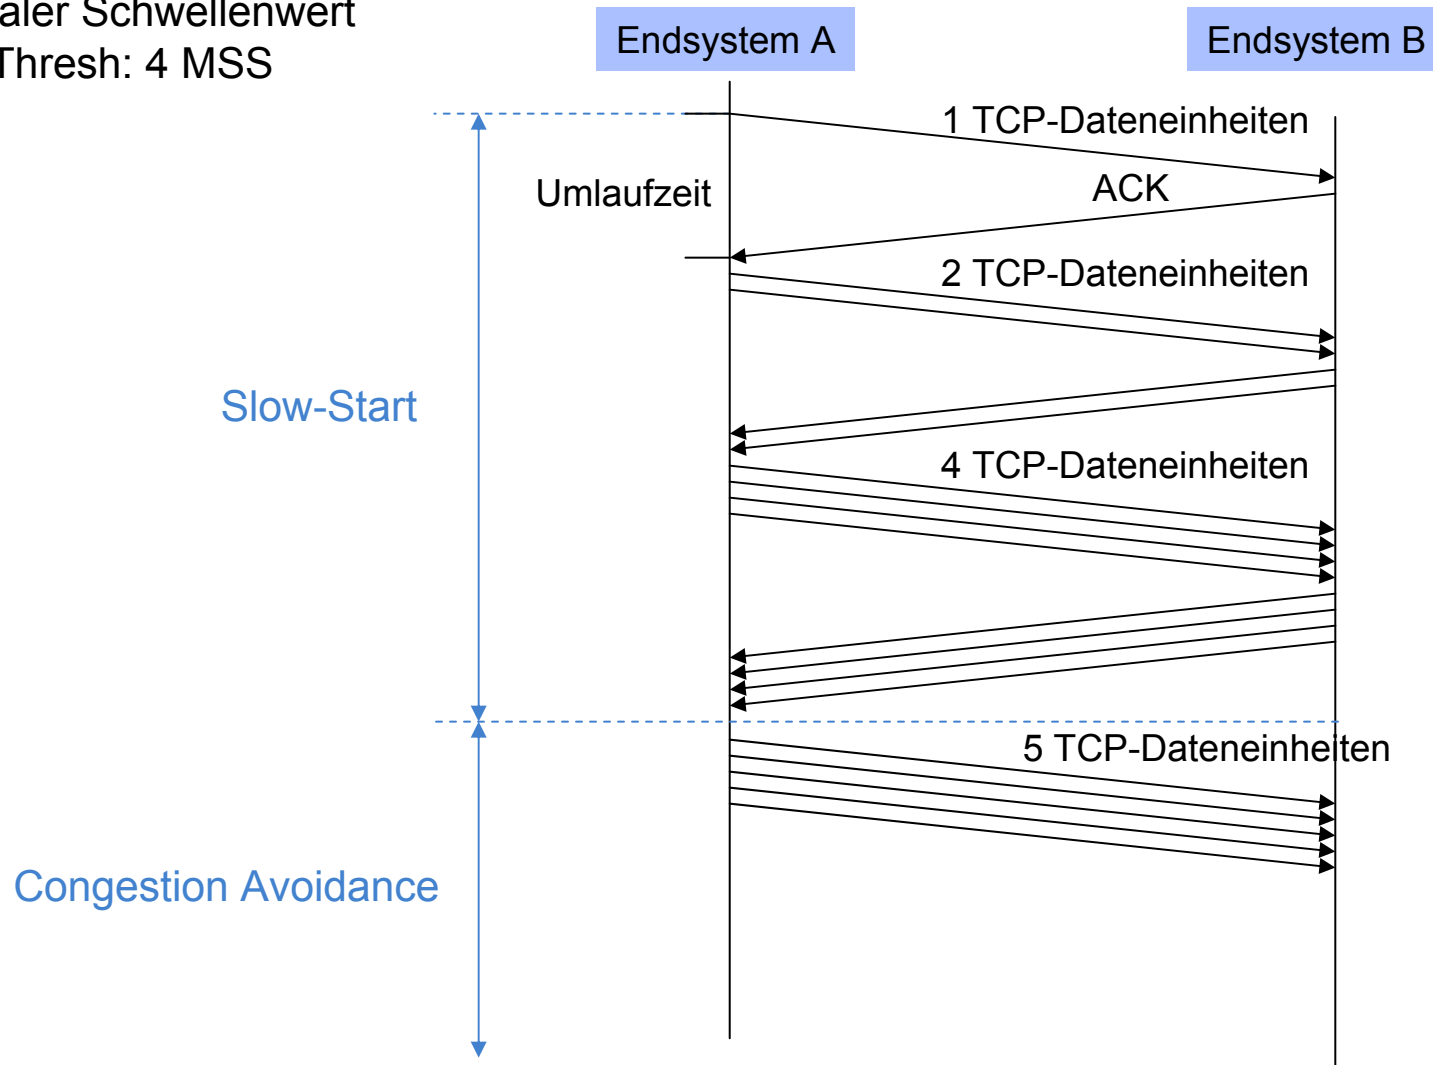 aler Schwellenwert
Thresh: 4 MSS
Endsystem A
Endsystem B
1 TCP-Dateneinheiten
Umlaufzeit
ACK
2 TCP-Dateneinheiten
Slow-Start
4 TCP-Dateneinheiten
5 TCP-Dateneinheiten
Congestion Avoidance